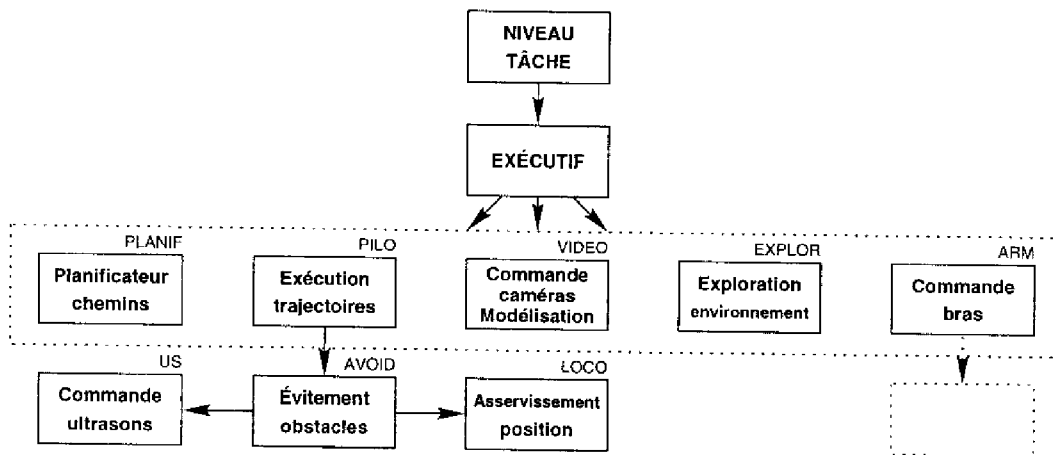 NIVEAU
TÂCHE
EXÉCUTIF
PLANIF
Planificateur
chemins
PILO
Exécution
trajectoires
VIDEO
Commande
caméras
Modélisation
EXPLOR
Exploration
environnement
ARM
Commande
bras
US
Commande
ultrasons
AVOID
Évitement
obstacles
LOCO
Asservissement
position